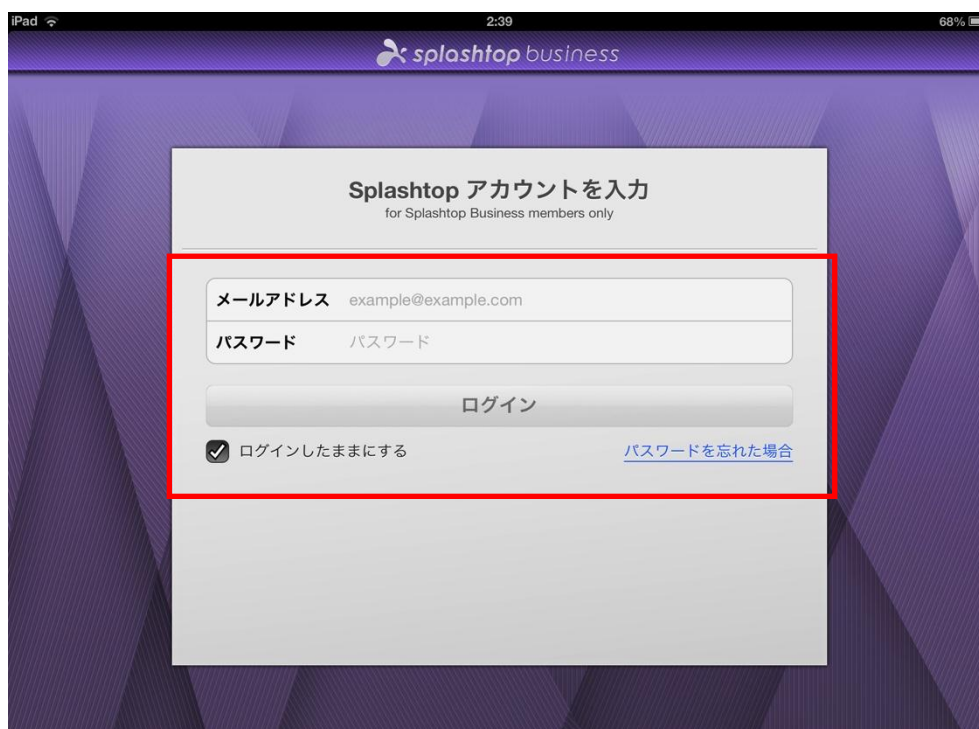 iPad 2:39 68%
splashtop business
Splashtop アカウントを入力
for Splashtop Business members only
メールアドレス example@example.com
パスワード パスワード
ログイン
ログインしたままにする パスワードを忘れた場合